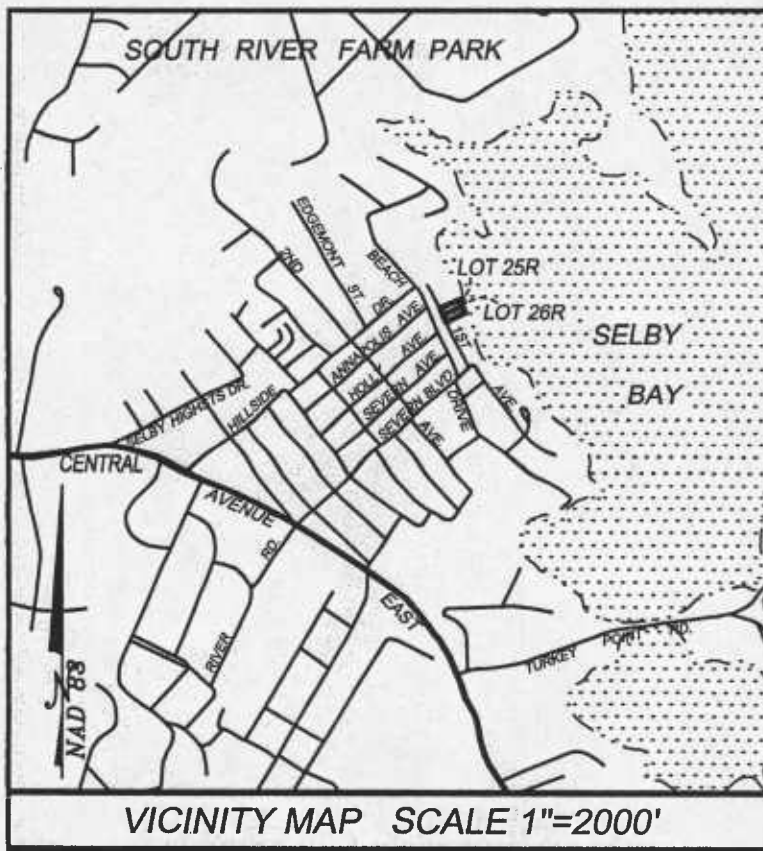 SOUTH RIVER FARM PARK
EDGEMONT ST.
2ND AVE
BEACH DR.
LOT 25R
LOT 26R
SELBY BAY
ANNAPOLIS AVE
HOLLY AVE.
SEVERN AVE
SEVERN BLVD
1ST AVE.
DRIVE
HILLSIDE
SELBY HIGHETS DR.
CENTRAL AVENUE EAST
RIVER RD.
TURKEY POINT RD.
N
NAD 83
VICINITY MAP SCALE 1"=2000'